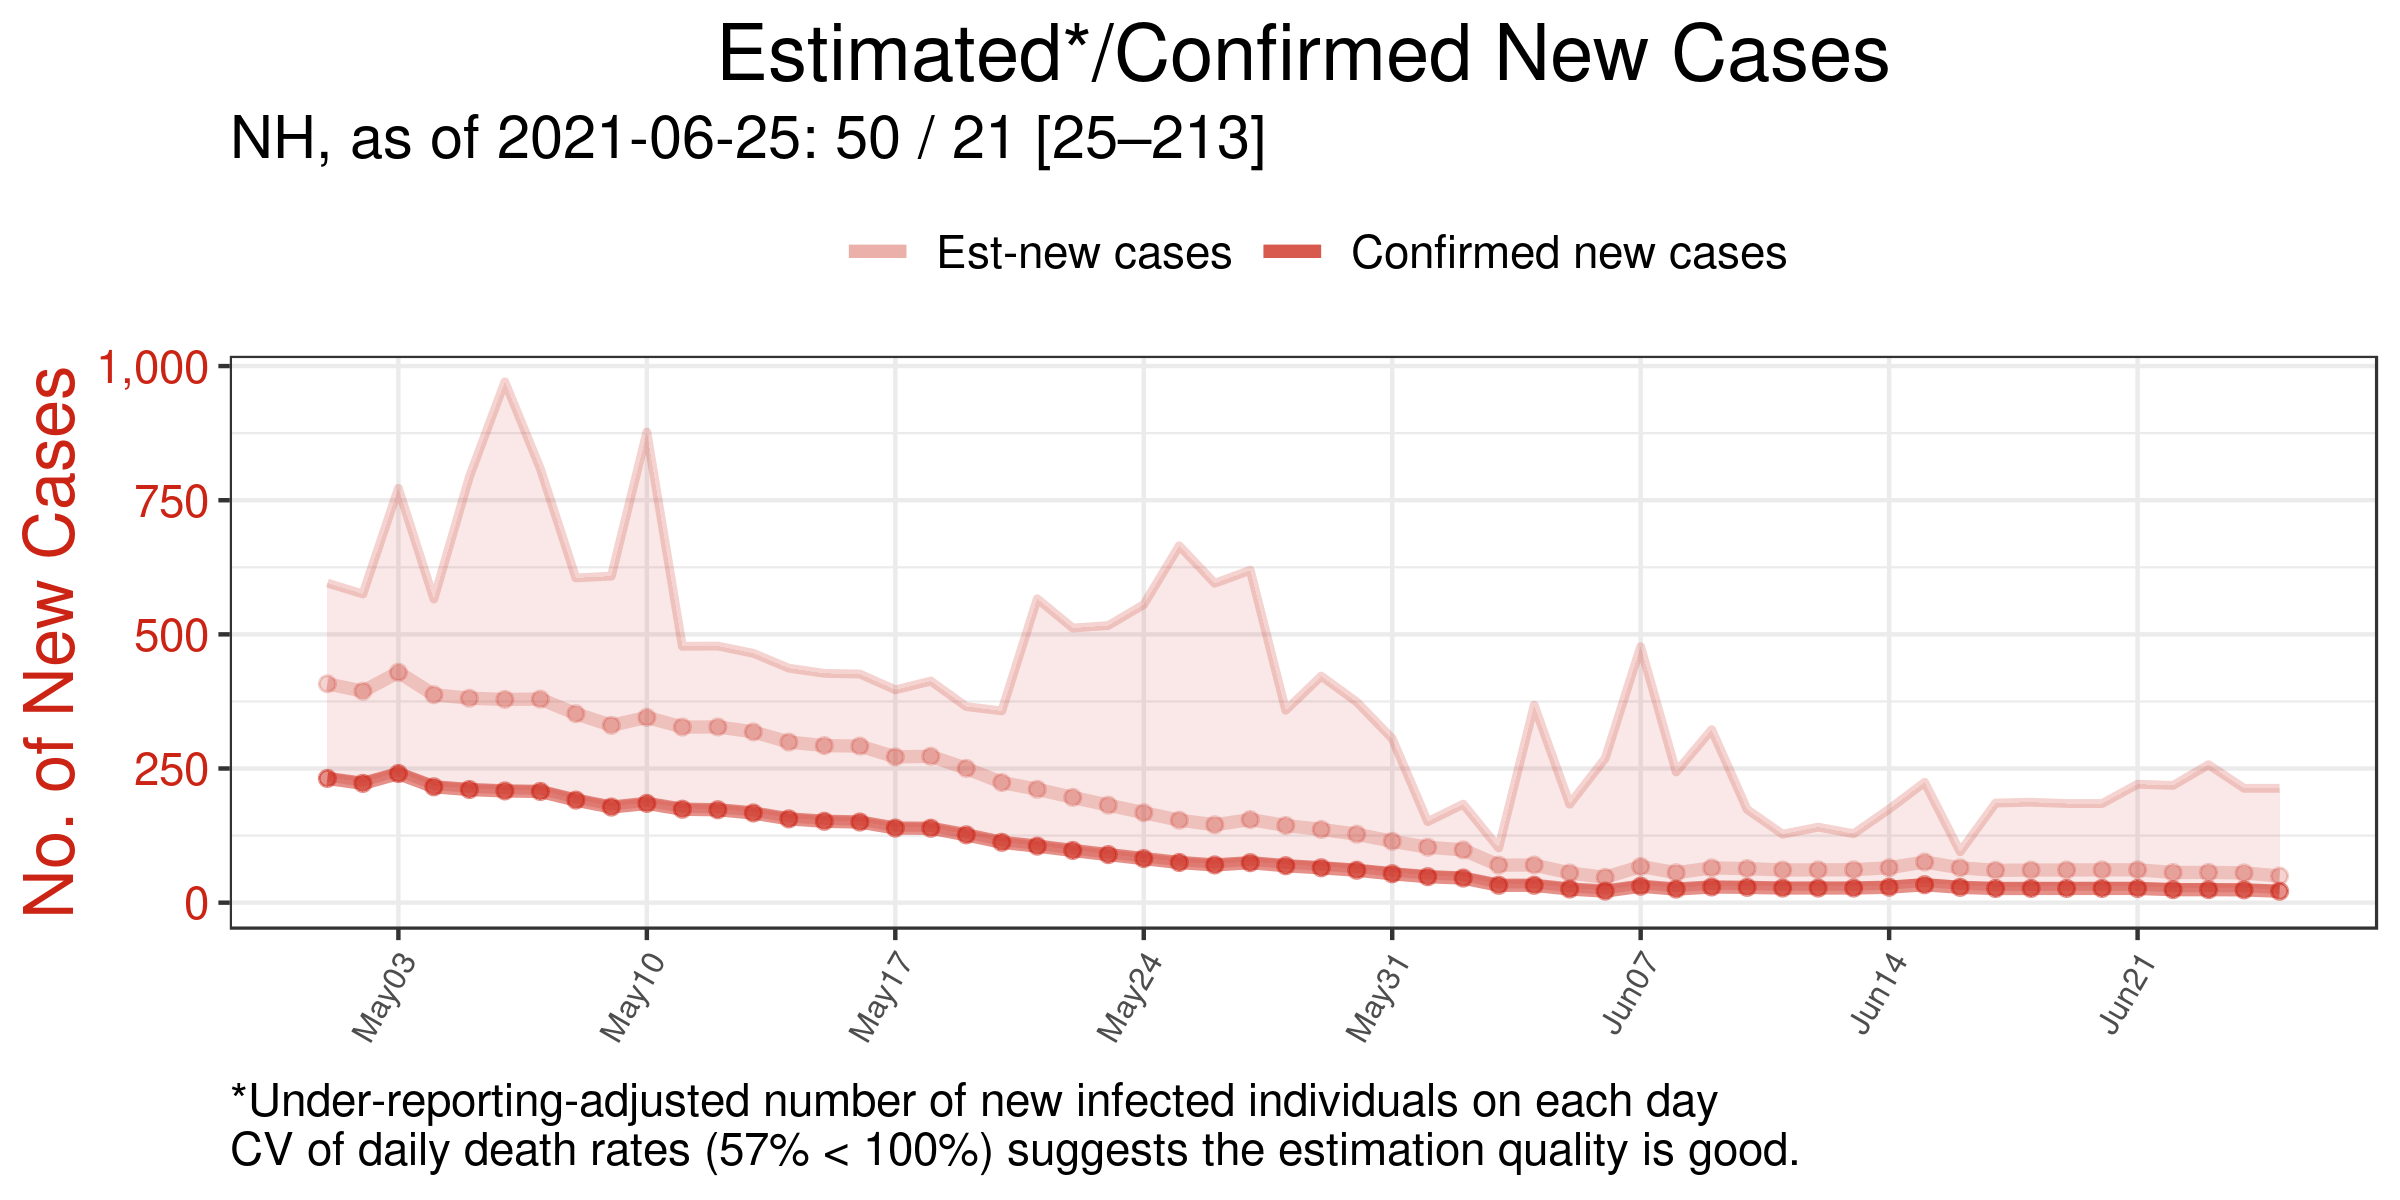 Estimated*/Confirmed New Cases
NH, as of 2021-06-25: 50 / 21 [25–213]
Est-new cases
Confirmed new cases
No. of New Cases
1,000
750
500
250
0
May03
May10
May17
May24
May31
Jun07
Jun14
Jun21
*Under-reporting-adjusted number of new infected individuals on each day
CV of daily death rates (57% < 100%) suggests the estimation quality is good.